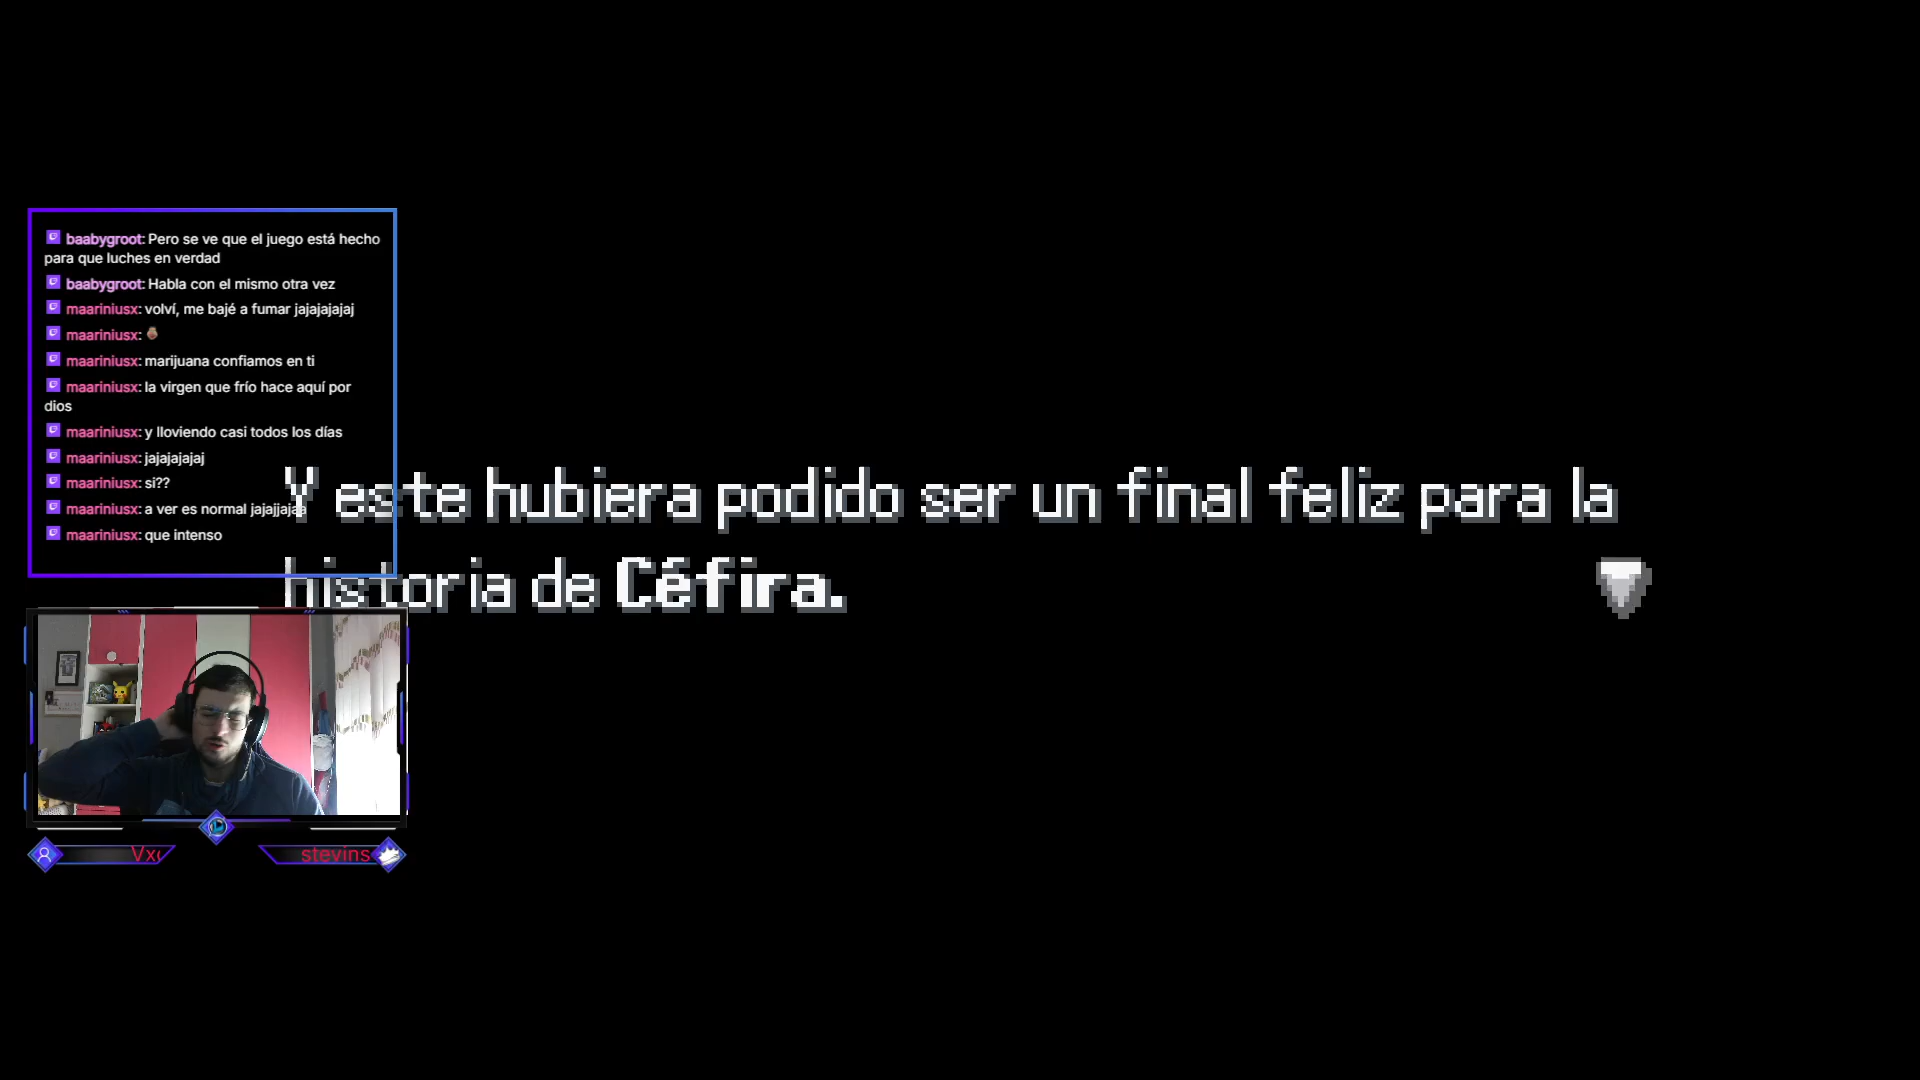 baabygroot: Pero se ve que el juego está hecho
para que luches en verdad
baabygroot: Habla con el mismo otra vez
maariniusx: volví, me bajé a fumar jajajajajaj
maariniusx:
maariniusx: marijuana confiamos en ti
maariniusx: la virgen que frío hace aquí por
dios
maariniusx: y lloviendo casi todos los días
maariniusx: jajajajajaj
maariniusx: si??
maariniusx: a ver es normal jajajjajaa
maariniusx: que intenso
Y este hubiera podido ser un final feliz para la
historia de Céfira.
stevins